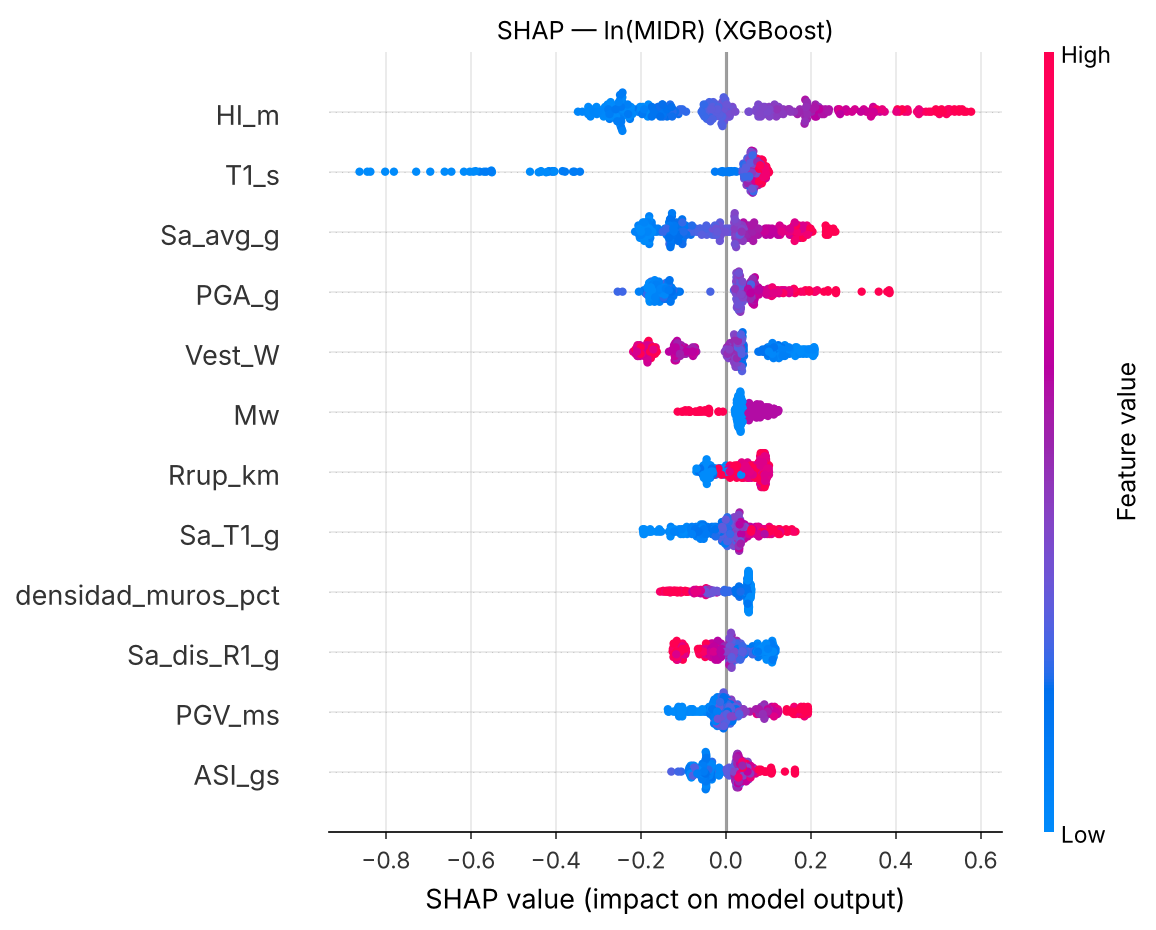 SHAP — ln(MIDR) (XGBoost)
High
HI_m
T1_s
Sa_avg_g
PGA_g
Vest_W
Mw
Rrup_km
Sa_T1_g
densidad_muros_pct
Sa_dis_R1_g
PGV_ms
ASI_gs
Feature value
Low
−0.8 −0.6 −0.4 −0.2 0.0 0.2 0.4 0.6
SHAP value (impact on model output)